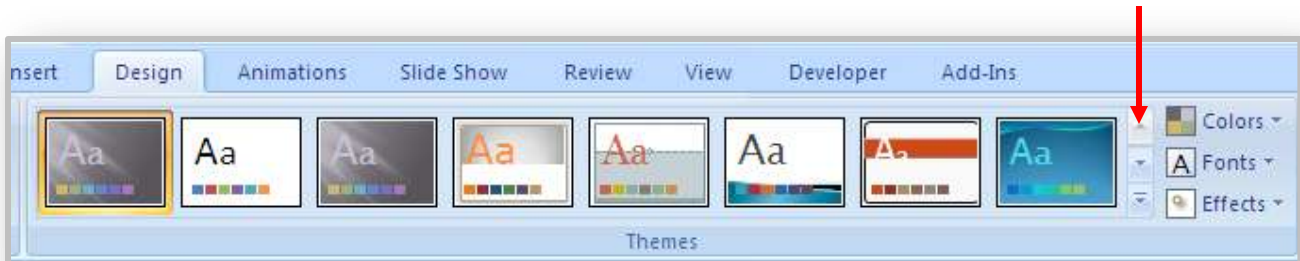 nsert Design Animations Slide Show Review View Developer Add-Ins
Aa Aa Aa Aa Aa Aa Aa Aa Colors
A Fonts
Effects
Themes